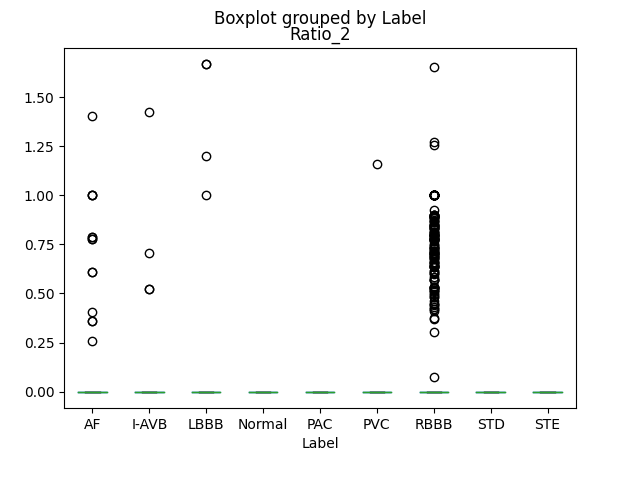 Boxplot grouped by Label
Ratio_2
1.50
1.25
1.00
0.75
0.50
0.25
0.00
AF I-AVB LBBB Normal PAC PVC RBBB STD STE
Label